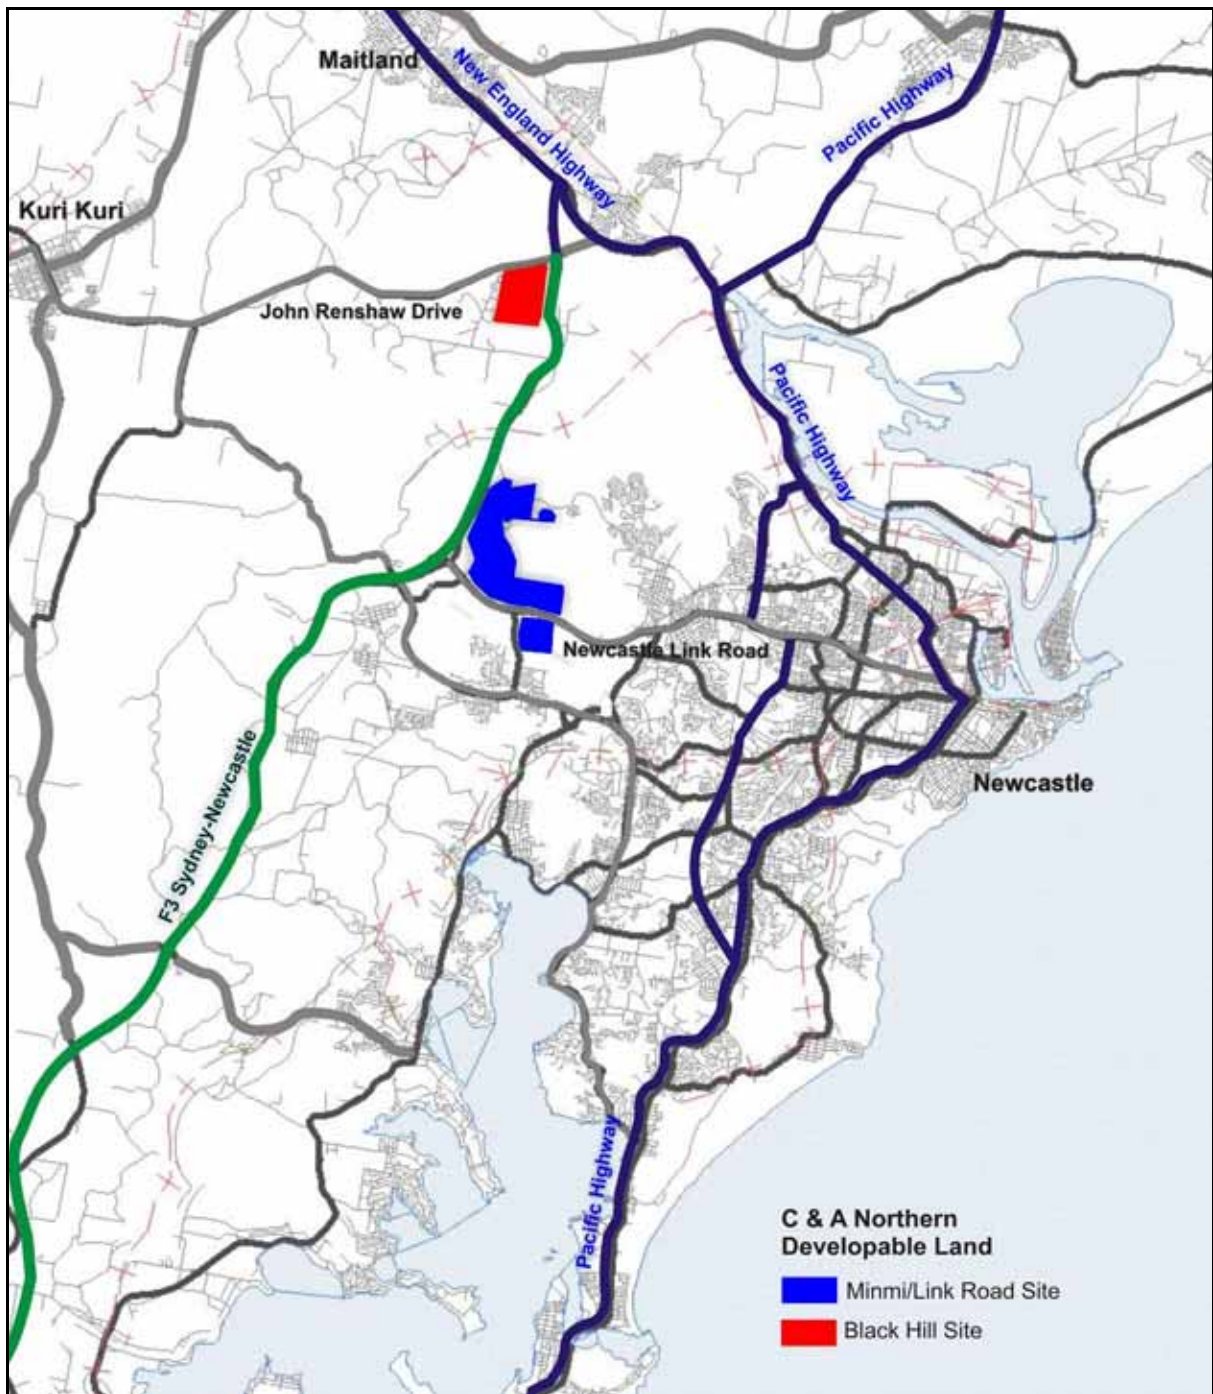 Maitland
New England Highway
Pacific Highway
Kuri Kuri
John Renshaw Drive
Pacific Highway
Newcastle Link Road
F3 Sydney-Newcastle
Newcastle
Pacific Highway
C & A Northern
Developable Land
Minmi/Link Road Site
Black Hill Site